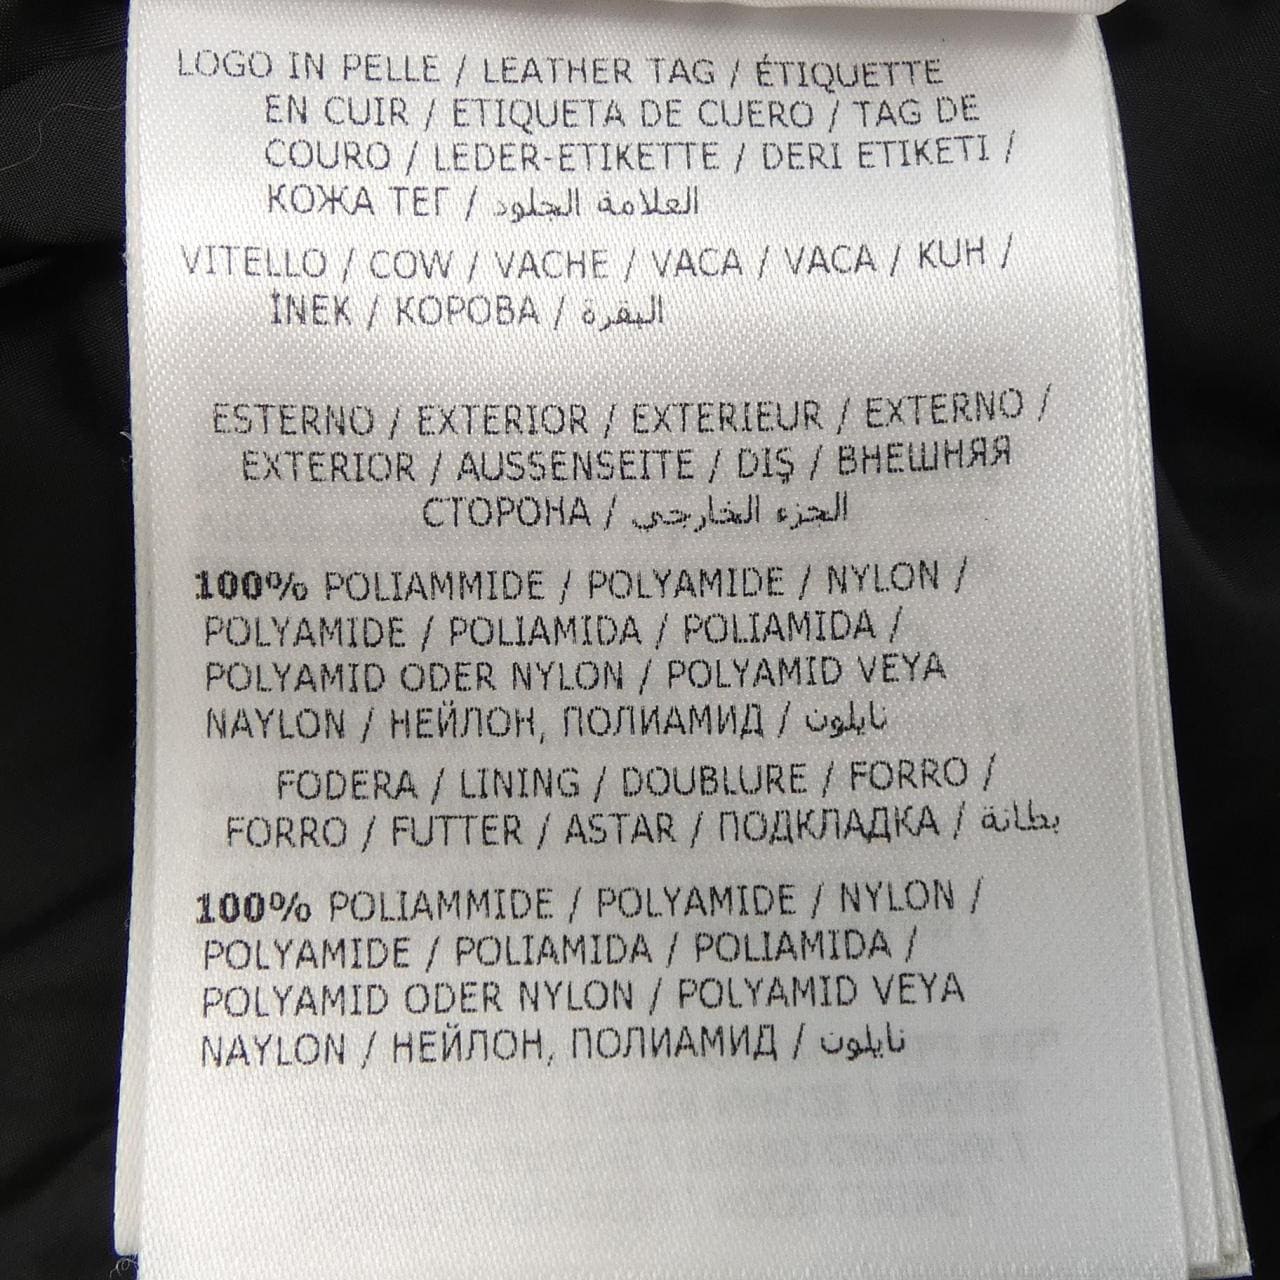 LOGO IN PELLE / LEATHER TAG / ÉTIQUETTE
EN CUIR / ETIQUETA DE CUERO / TAG DE
COURO / LEDER-ETIKETTE / DERI ETIKETI /
КОЖА ТЕГ / العلامة الجلود
VITELLO / COW / VACHE / VACA / VACA / KUH /
İNEK / КОРОВА / البقرة
ESTERNO / EXTERIOR / EXTERIEUR / EXTERNO /
EXTERIOR / AUSSENSEITE / DIŞ / ВНЕШНЯЯ
СТОРОНА / الجزء الخارجي
100% POLIAMMIDE / POLYAMIDE / NYLON /
POLYAMIDE / POLIAMIDA / POLIAMIDA /
POLYAMID ODER NYLON / POLYAMID VEYA
NAYLON / НЕЙЛОН, ПОЛИАМИД / نايلون
FODERA / LINING / DOUBLURE / FORRO /
FORRO / FUTTER / ASTAR / ПОДКЛАДКА / بطانة
100% POLIAMMIDE / POLYAMIDE / NYLON /
POLYAMIDE / POLIAMIDA / POLIAMIDA /
POLYAMID ODER NYLON / POLYAMID VEYA
NAYLON / НЕЙЛОН, ПОЛИАМИД / نايلون